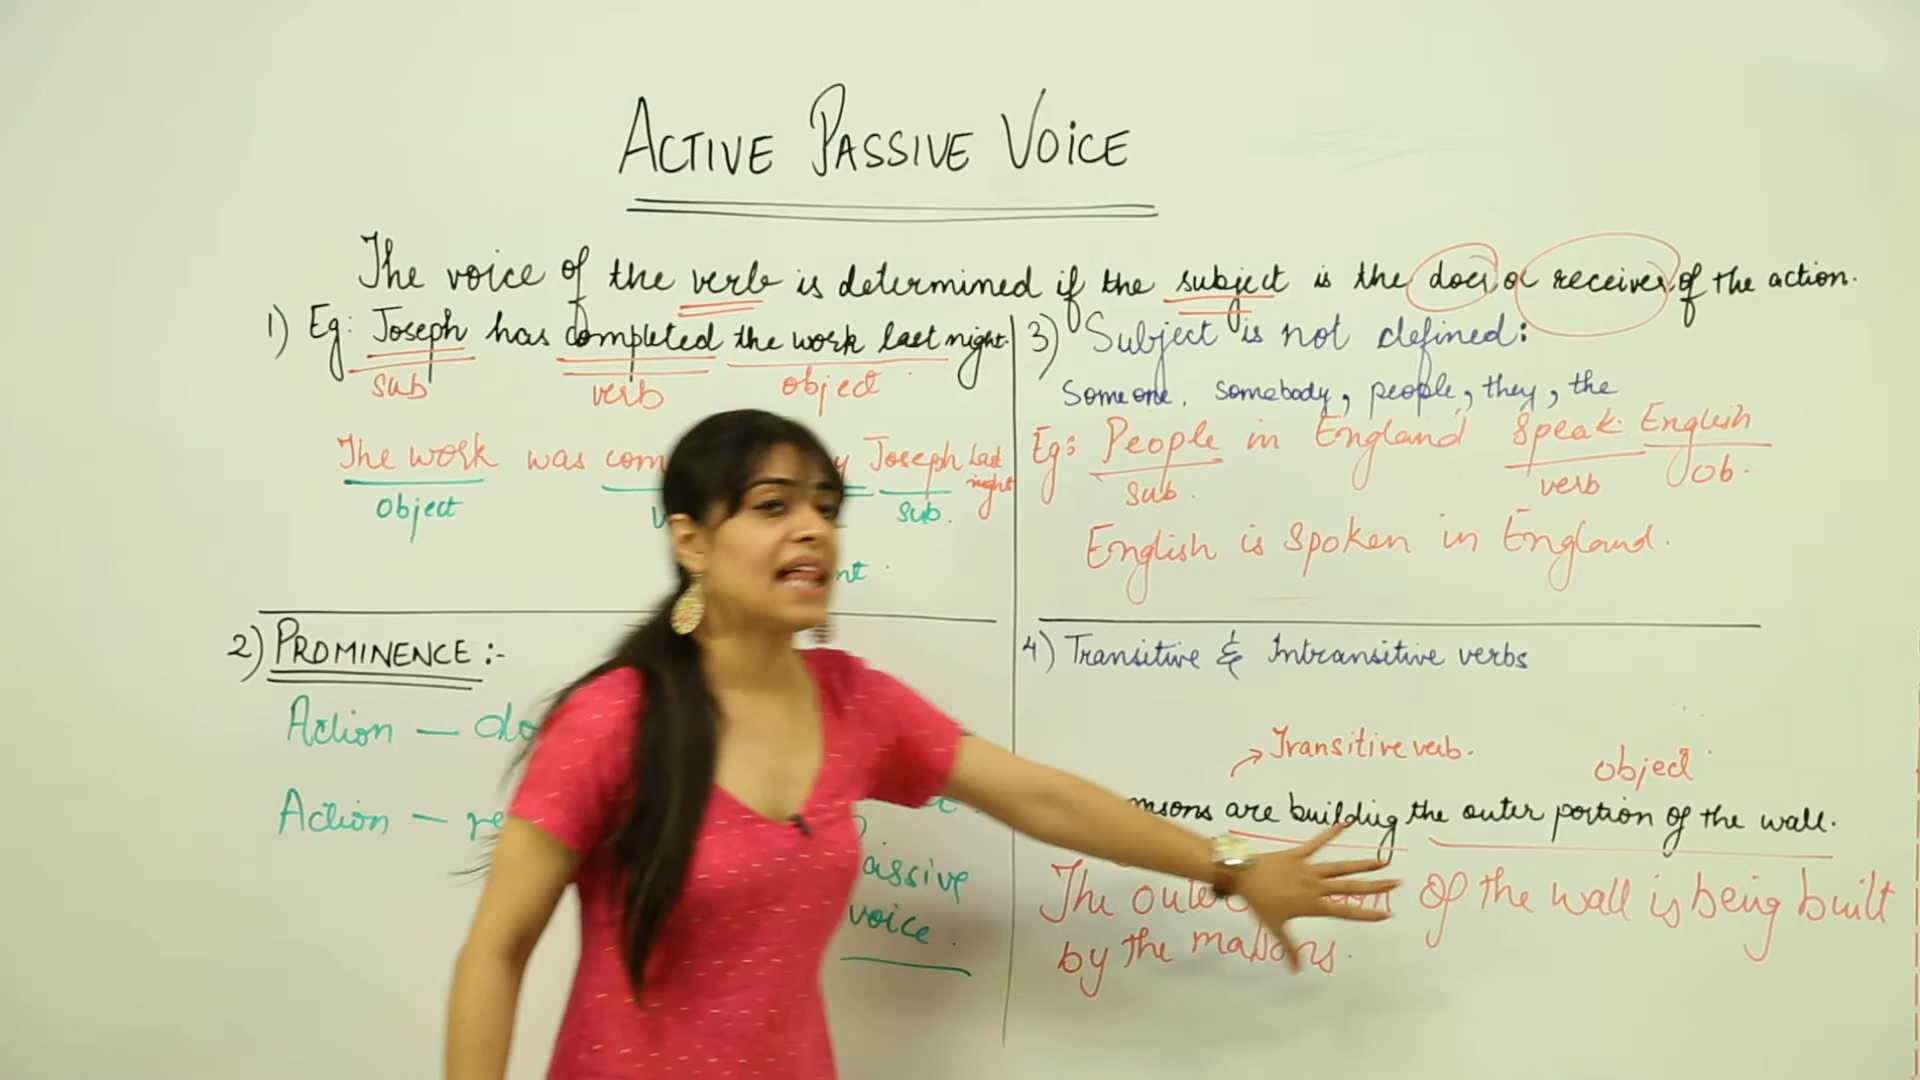 ACTIVE PASSIVE VOICE
The voice of the verb is determined if the subject is the doer or receiver of the action.
1) Eg: Joseph has completed the work last night.
sub verb object
The work was com Joseph Last night
object sub.
nt.
2) PROMINENCE :-
Action — do
Action — re
assive
voice.
3) Subject is not defined:
Someone, somebody, people, they, the
Eg: People in England speak English
sub. verb Ob.
English is spoken in England.
4) Transitive & Intransitive verbs
Transitive verb. object
asons are building the outer portion of the wall.
The oute of the wall is being built
by the masons.